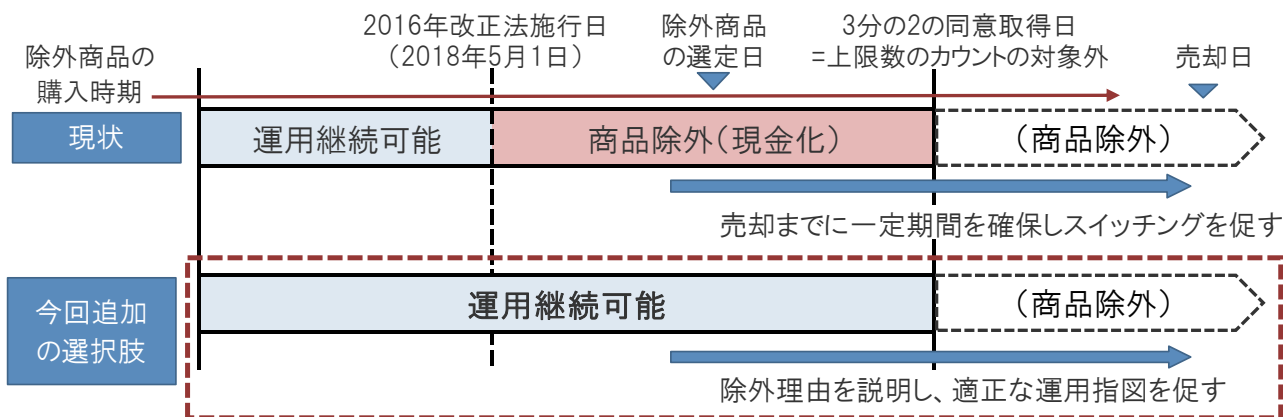 除外商品の
購入時期
2016年改正法施行日
（2018年5月1日）
除外商品
の選定日
3分の2の同意取得日
=上限数のカウントの対象外
売却日
現状
運用継続可能
商品除外（現金化）
（商品除外）
売却までに一定期間を確保しスイッチングを促す
今回追加
の選択肢
運用継続可能
（商品除外）
除外理由を説明し、適正な運用指図を促す